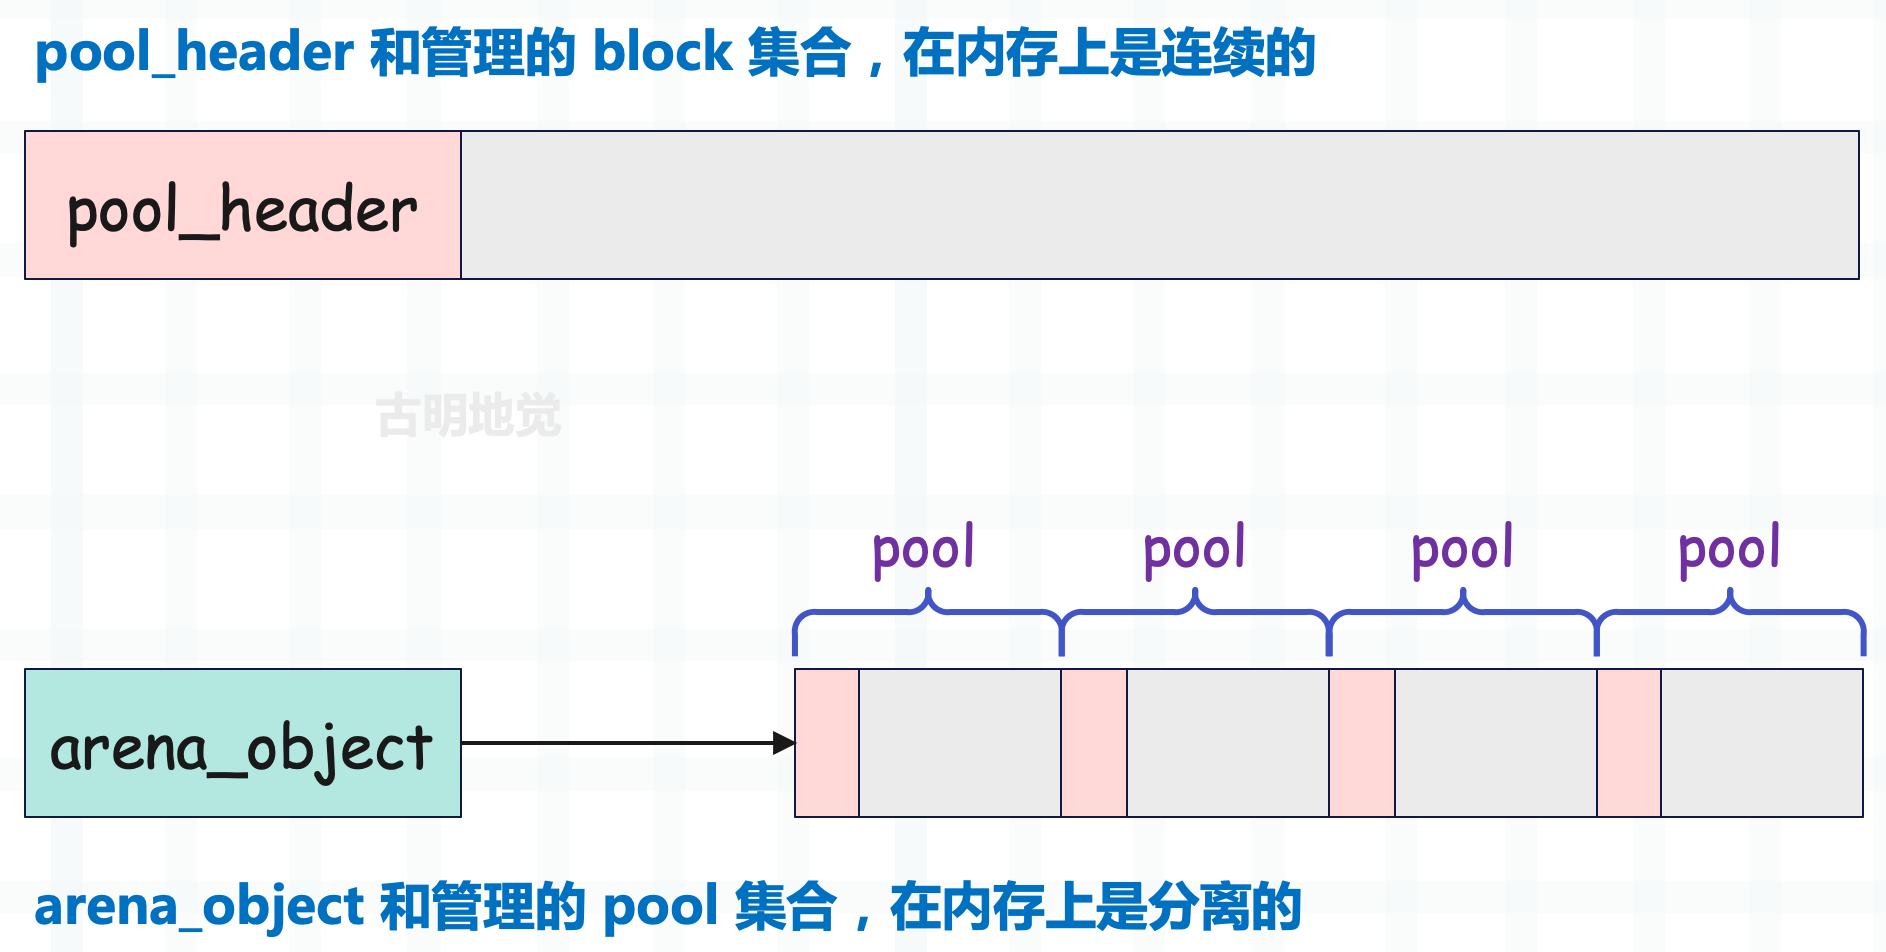 pool_header 和管理的 block 集合，在内存上是连续的
pool_header
古明地觉
pool pool pool pool
arena_object
arena_object 和管理的 pool 集合，在内存上是分离的